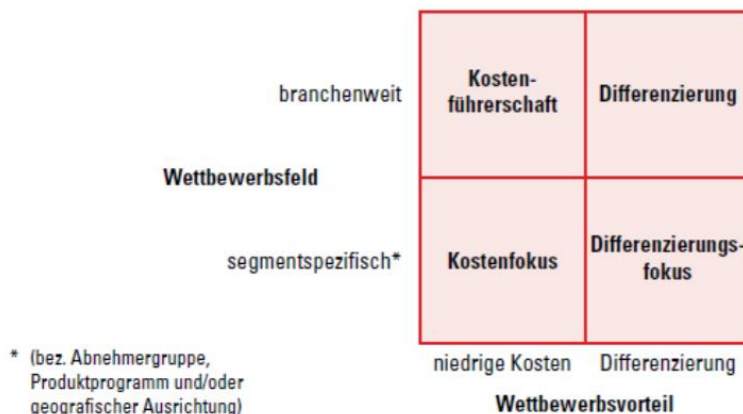 branchenweit
Kosten-
führerschaft
Differenzierung
Wettbewerbsfeld
segmentspezifisch*
Kostenfokus
Differenzierungs-
fokus
* (bez. Abnehmergruppe,
Produktprogramm und/oder
geografischer Ausrichtung)
niedrige Kosten
Differenzierung
Wettbewerbsvorteil